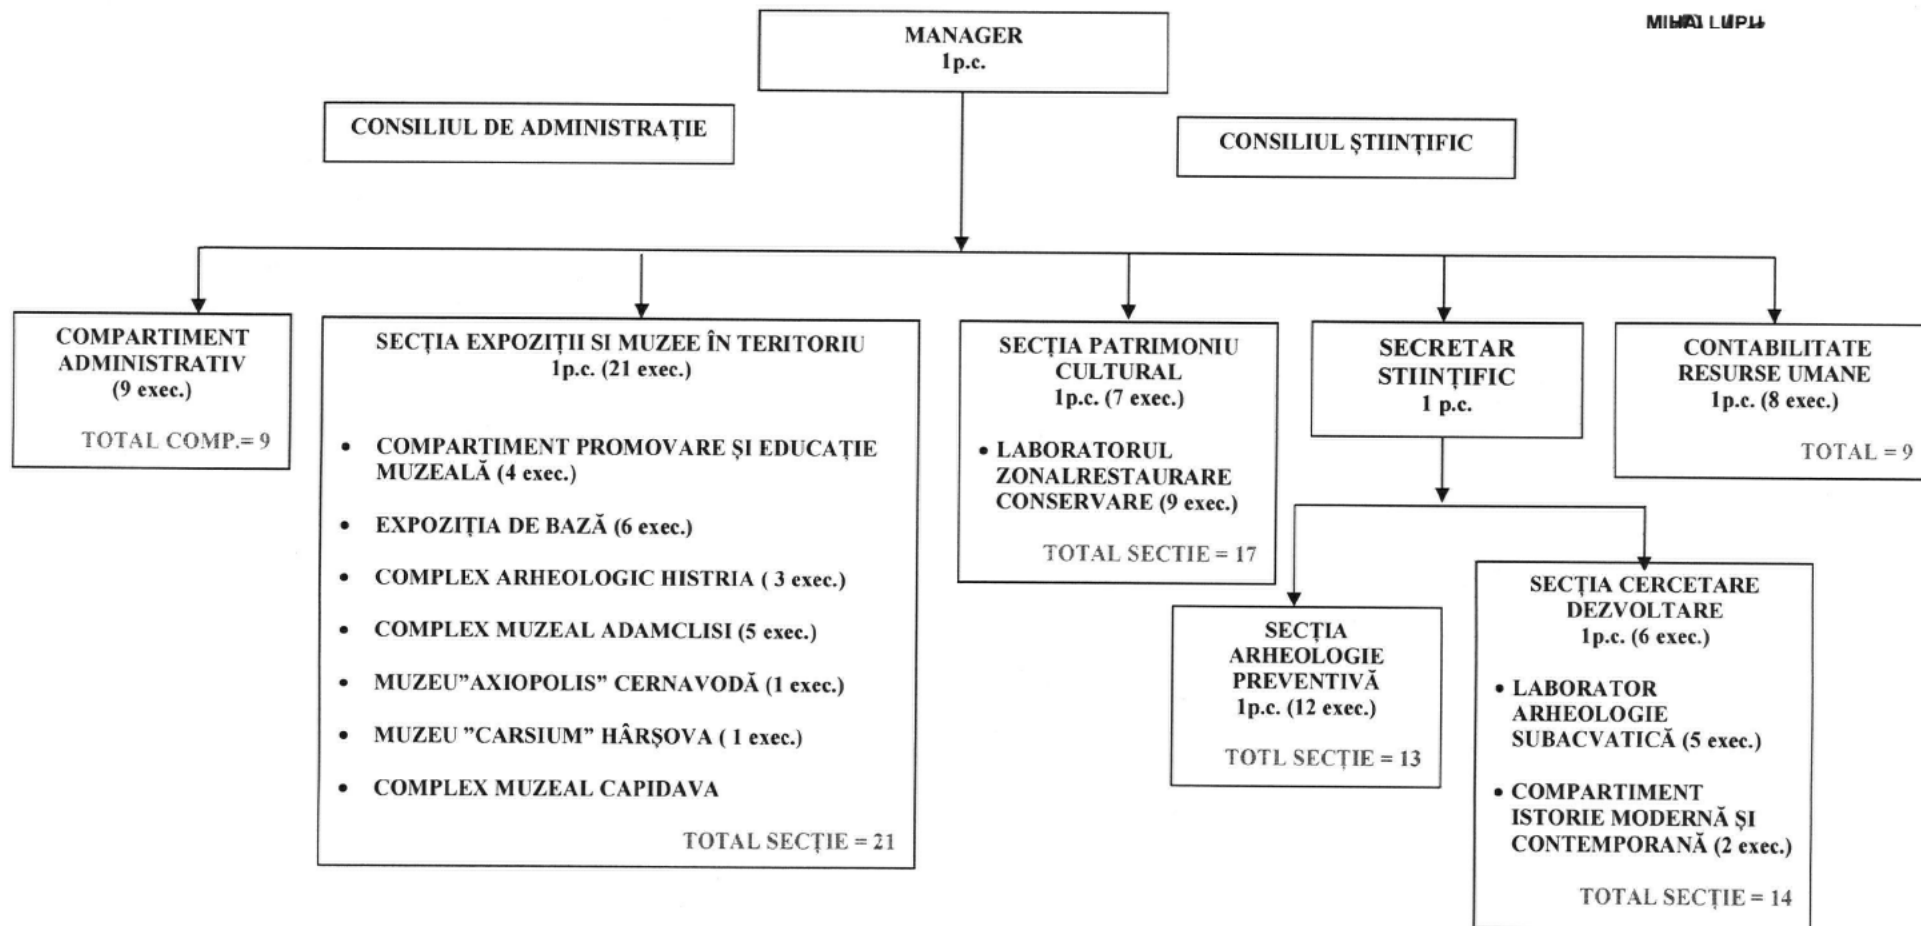 MANAGER
1p.c.
CONSILIUL DE ADMINISTRAȚIE
CONSILIUL ȘTIINȚIFIC
COMPARTIMENT
ADMINISTRATIV
(9 exec.)
TOTAL COMP.= 9
SECȚIA EXPOZIȚII SI MUZEE ÎN TERITORIU
1p.c. (21 exec.)
• COMPARTIMENT PROMOVARE ȘI EDUCAȚIE
MUZEALĂ (4 exec.)
• EXPOZIȚIA DE BAZĂ (6 exec.)
• COMPLEX ARHEOLOGIC HISTRIA ( 3 exec.)
• COMPLEX MUZEAL ADAMCLISI (5 exec.)
• MUZEU”AXIOPOLIS” CERNAVODĂ (1 exec.)
• MUZEU ”CARSIUM” HÂRȘOVA ( 1 exec.)
• COMPLEX MUZEAL CAPIDAVA
TOTAL SECȚIE = 21
SECȚIA PATRIMONIU
CULTURAL
1p.c. (7 exec.)
• LABORATORUL
ZONALRESTAURARE
CONSERVARE (9 exec.)
TOTAL SECTIE = 17
SECRETAR
STIINȚIFIC
1 p.c.
CONTABILITATE
RESURSE UMANE
1p.c. (8 exec.)
TOTAL = 9
SECȚIA
ARHEOLOGIE
PREVENTIVĂ
1p.c. (12 exec.)
TOTL SECȚIE = 13
SECȚIA CERCETARE
DEZVOLTARE
1p.c. (6 exec.)
• LABORATOR
ARHEOLOGIE
SUBACVATICĂ (5 exec.)
• COMPARTIMENT
ISTORIE MODERNĂ ȘI
CONTEMPORANĂ (2 exec.)
TOTAL SECȚIE = 14